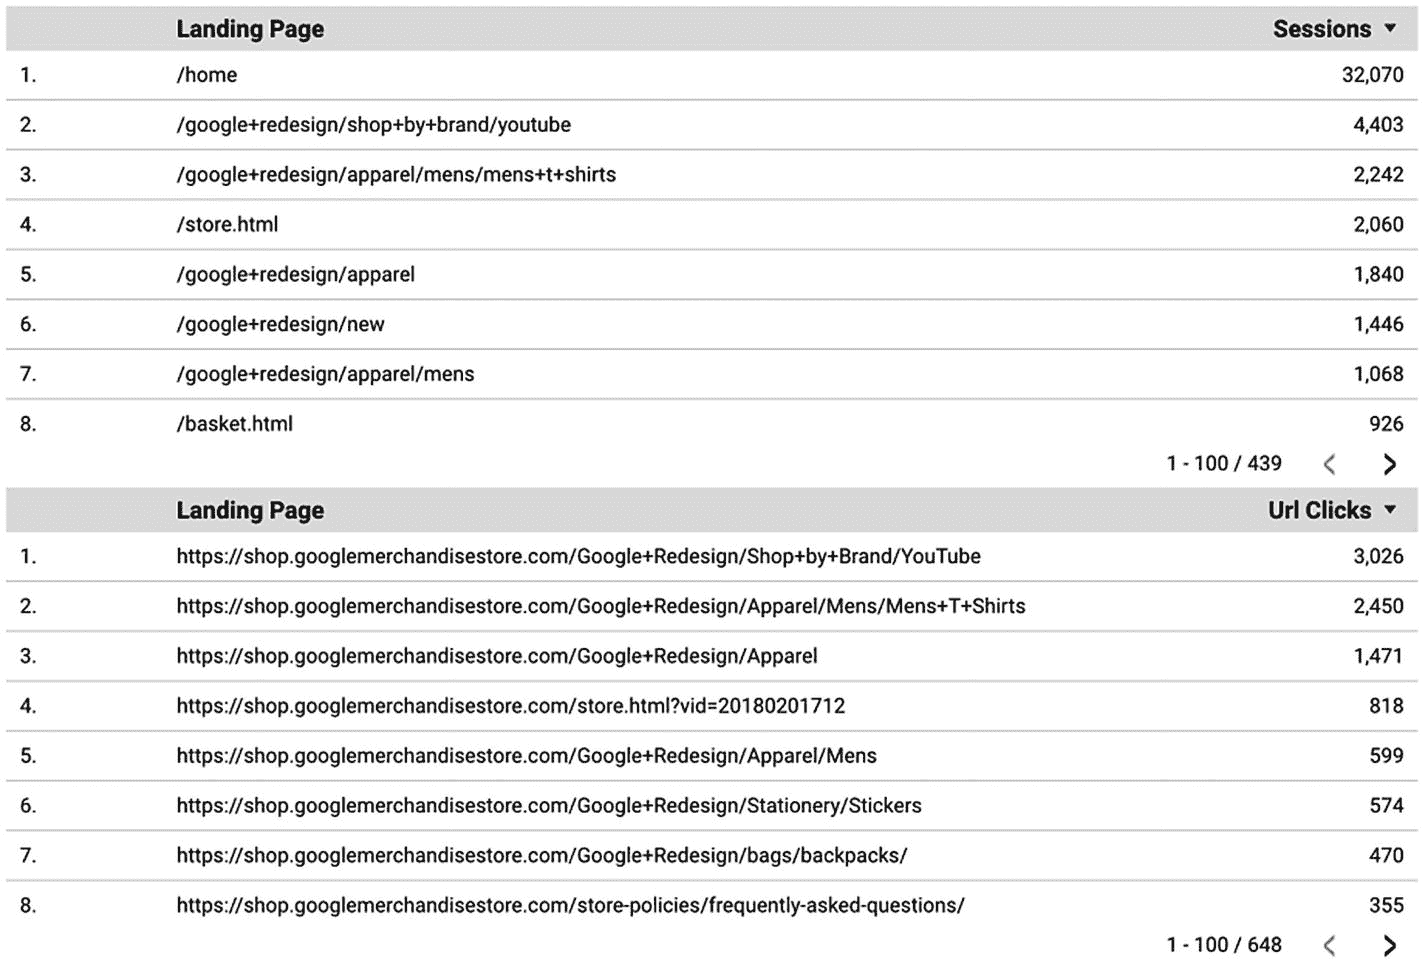 Landing Page Sessions
1. /home 32,070
2. /google+redesign/shop+by+brand/youtube 4,403
3. /google+redesign/apparel/mens/mens+t+shirts 2,242
4. /store.html 2,060
5. /google+redesign/apparel 1,840
6. /google+redesign/new 1,446
7. /google+redesign/apparel/mens 1,068
8. /basket.html 926
1 - 100 / 439
Landing Page Url Clicks
1. https://shop.googlemerchandisestore.com/Google+Redesign/Shop+by+Brand/YouTube 3,026
2. https://shop.googlemerchandisestore.com/Google+Redesign/Apparel/Mens/Mens+T+Shirts 2,450
3. https://shop.googlemerchandisestore.com/Google+Redesign/Apparel 1,471
4. https://shop.googlemerchandisestore.com/store.html?vid=20180201712 818
5. https://shop.googlemerchandisestore.com/Google+Redesign/Apparel/Mens 599
6. https://shop.googlemerchandisestore.com/Google+Redesign/Stationery/Stickers 574
7. https://shop.googlemerchandisestore.com/Google+Redesign/bags/backpacks/ 470
8. https://shop.googlemerchandisestore.com/store-policies/frequently-asked-questions/ 355
1 - 100 / 648